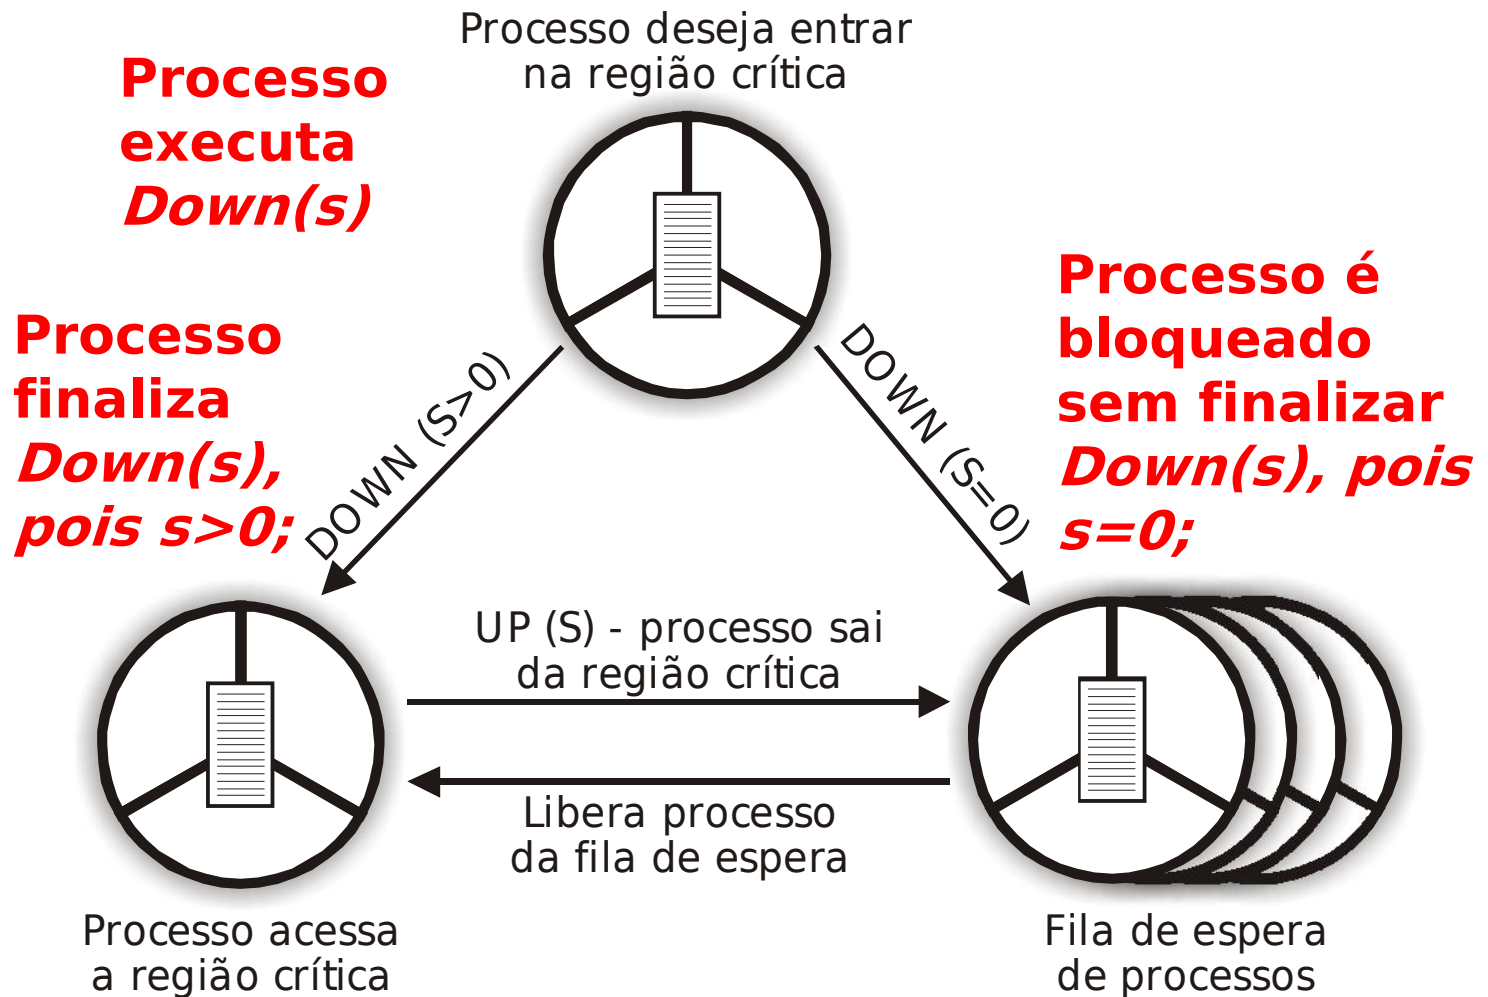 Processo deseja entrar
na região crítica
Processo
executa
Down(s)
Processo
finaliza
Down(s),
pois s>0;
DOWN (S>0)
DOWN (S=0)
Processo é
bloqueado
sem finalizar
Down(s), pois
s=0;
UP (S) - processo sai
da região crítica
Libera processo
da fila de espera
Processo acessa
a região crítica
Fila de espera
de processos